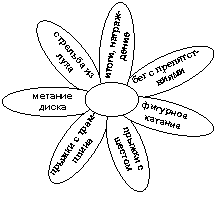 итоги, награж-
дение
бег с препятст-
виями
фигурное
катание
прыжки с
шестом
прыжки с трам-
плина
метание
диска
стрельба из
лука